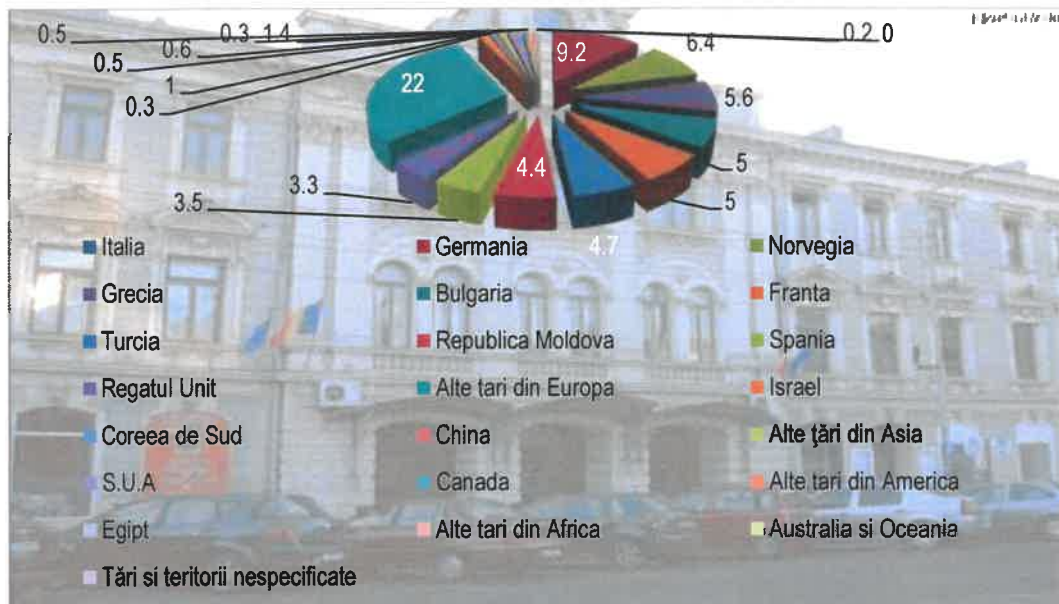 0.5 0.3 1.4 9.2 6.4 0.2 0
0.5 0.6
1 22 5.6
0.3
4.4 5
3.3 5
3.5
4.7
Italia Germania Norvegia
Grecia Bulgaria Franta
Turcia Republica Moldova Spania
Regatul Unit Alte tari din Europa Israel
Coreea de Sud China Alte ţări din Asia
S.U.A Canada Alte tari din America
Egipt Alte tari din Africa Australia si Oceania
Tări si teritorii nespecificate